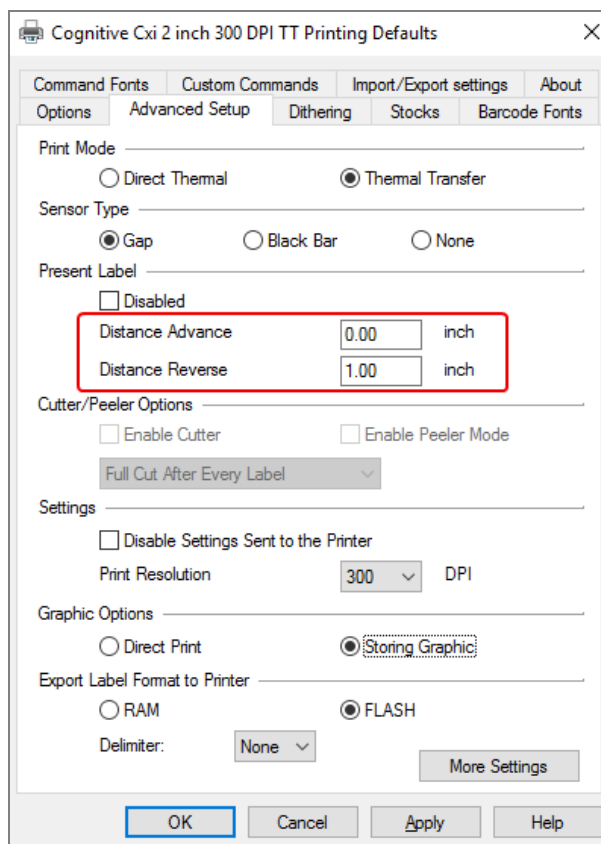 Cognitive Cxi 2 inch 300 DPI TT Printing Defaults
Command Fonts Custom Commands Import/Export settings About
Options Advanced Setup Dithering Stocks Barcode Fonts
Print Mode
Direct Thermal Thermal Transfer
Sensor Type
Gap Black Bar None
Present Label
Disabled
Distance Advance 0.00 inch
Distance Reverse 1.00 inch
Cutter/Peeler Options
Enable Cutter Enable Peeler Mode
Full Cut After Every Label
Settings
Disable Settings Sent to the Printer
Print Resolution 300 DPI
Graphic Options
Direct Print Storing Graphic
Export Label Format to Printer
RAM FLASH
Delimiter: None
More Settings
OK Cancel Apply Help